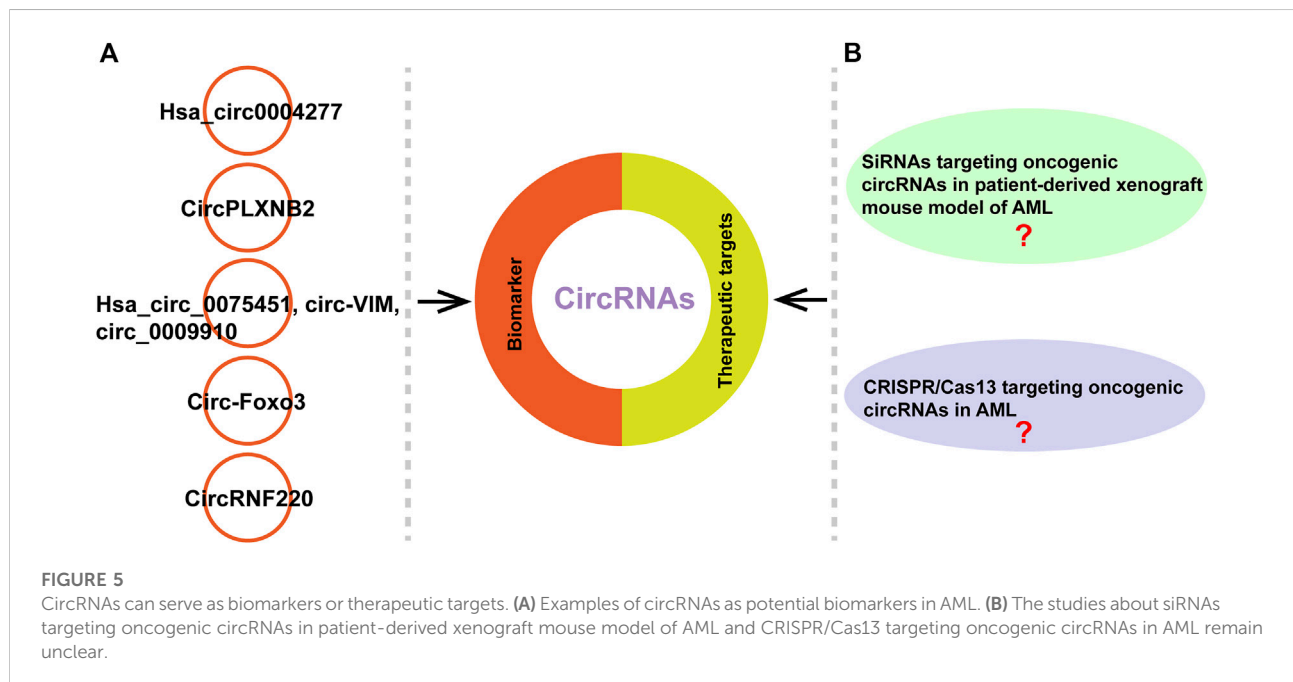 A
Hsa_circ0004277
CircPLXNB2
Hsa_circ_0075451, circ-VIM,
circ_0009910
Circ-Foxo3
CircRNF220
Biomarker
CircRNAs
Therapeutic targets
B
SiRNAs targeting oncogenic
circRNAs in patient-derived xenograft
mouse model of AML
?
CRISPR/Cas13 targeting oncogenic
circRNAs in AML
?
FIGURE 5
CircRNAs can serve as biomarkers or therapeutic targets. (A) Examples of circRNAs as potential biomarkers in AML. (B) The studies about siRNAs
targeting oncogenic circRNAs in patient-derived xenograft mouse model of AML and CRISPR/Cas13 targeting oncogenic circRNAs in AML remain
unclear.